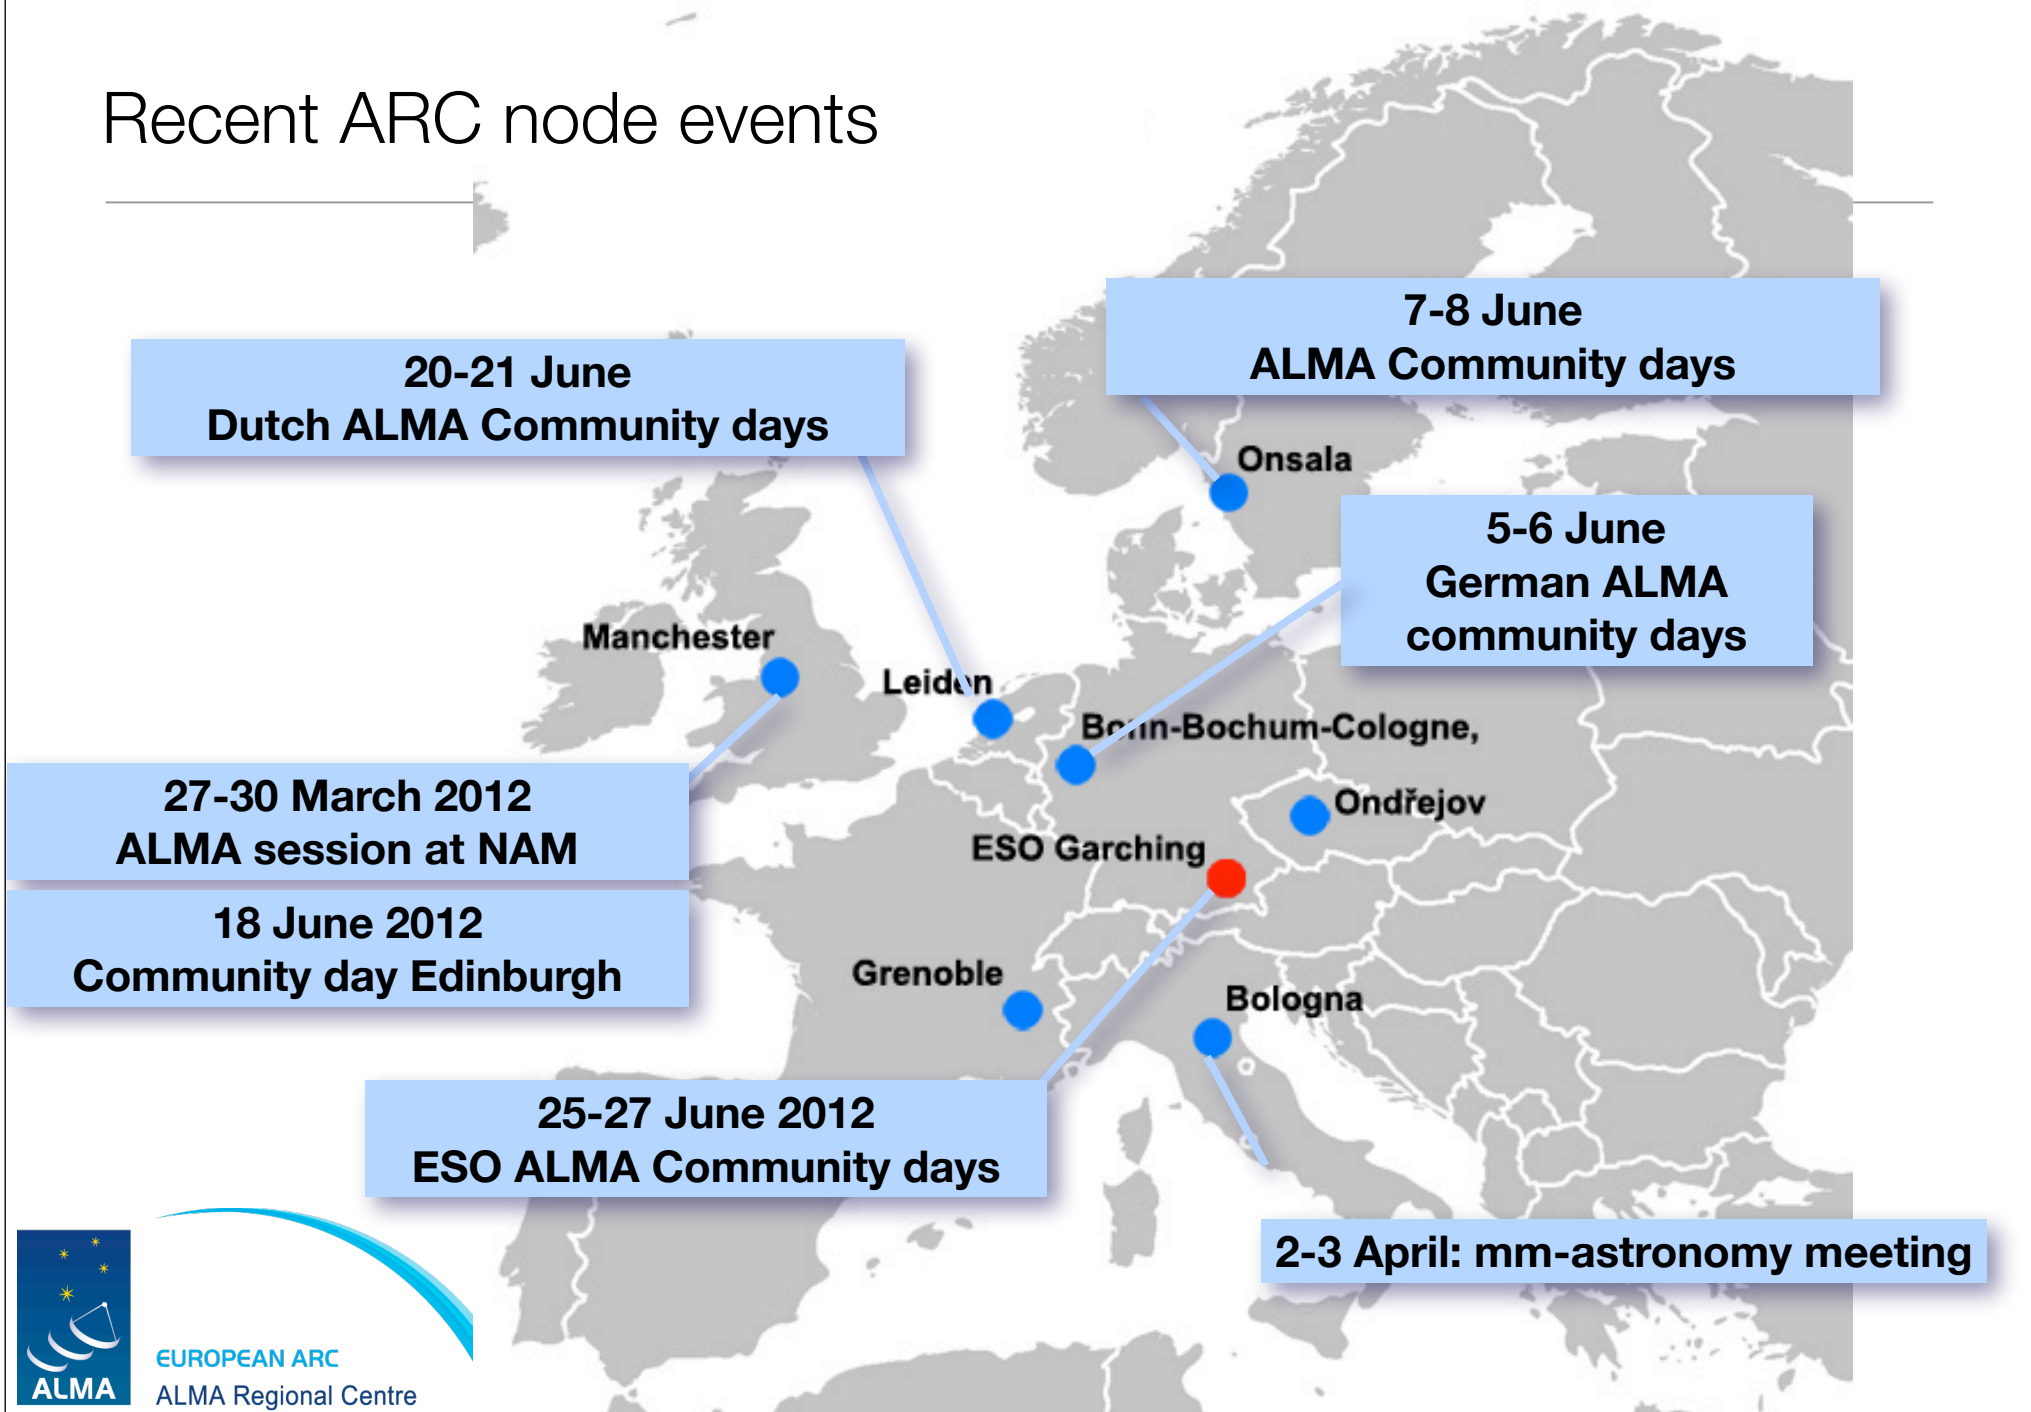 Recent ARC node events
7-8 June
ALMA Community days
20-21 June
Dutch ALMA Community days
Onsala
5-6 June
German ALMA
community days
Manchester
Leiden
Bonn-Bochum-Cologne,
27-30 March 2012
ALMA session at NAM
Ondřejov
ESO Garching
18 June 2012
Community day Edinburgh
Grenoble
Bologna
25-27 June 2012
ESO ALMA Community days
2-3 April: mm-astronomy meeting
ALMA
EUROPEAN ARC
ALMA Regional Centre